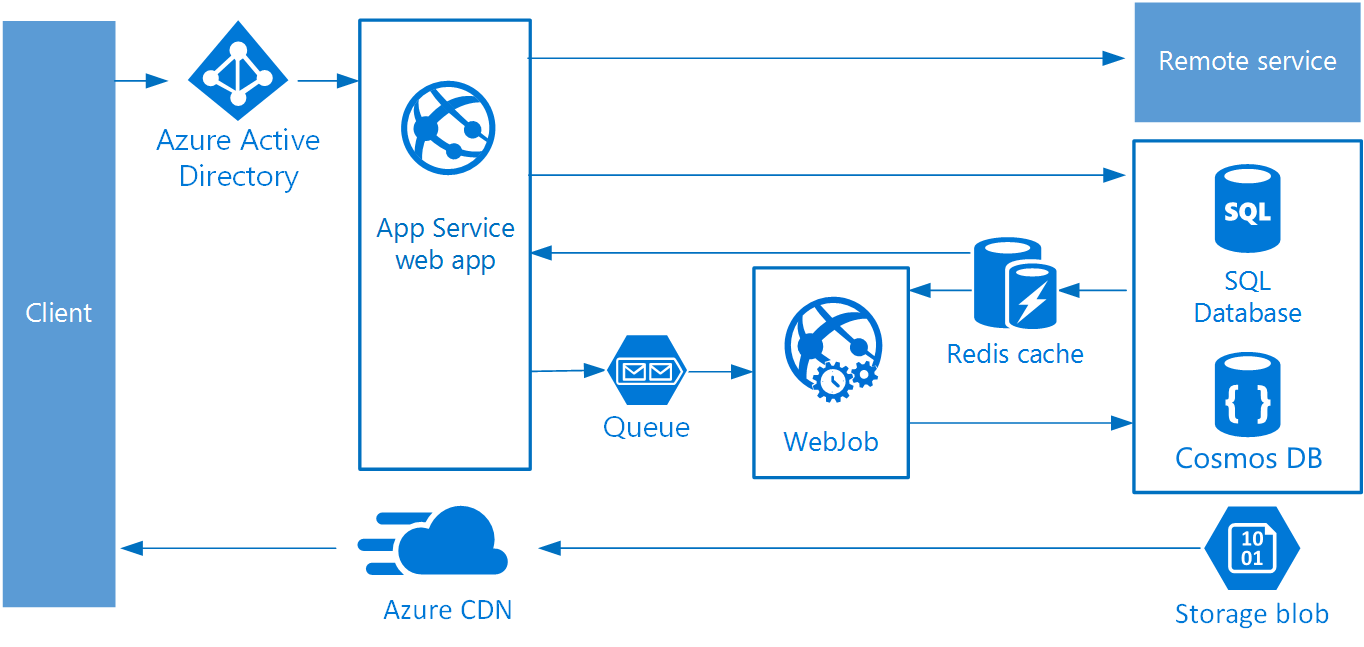 Remote service
Azure Active
Directory
App Service
web app
SQL
SQL
Database
Client
Redis cache
Queue
WebJob
{ }
Cosmos DB
10
01
Azure CDN
Storage blob